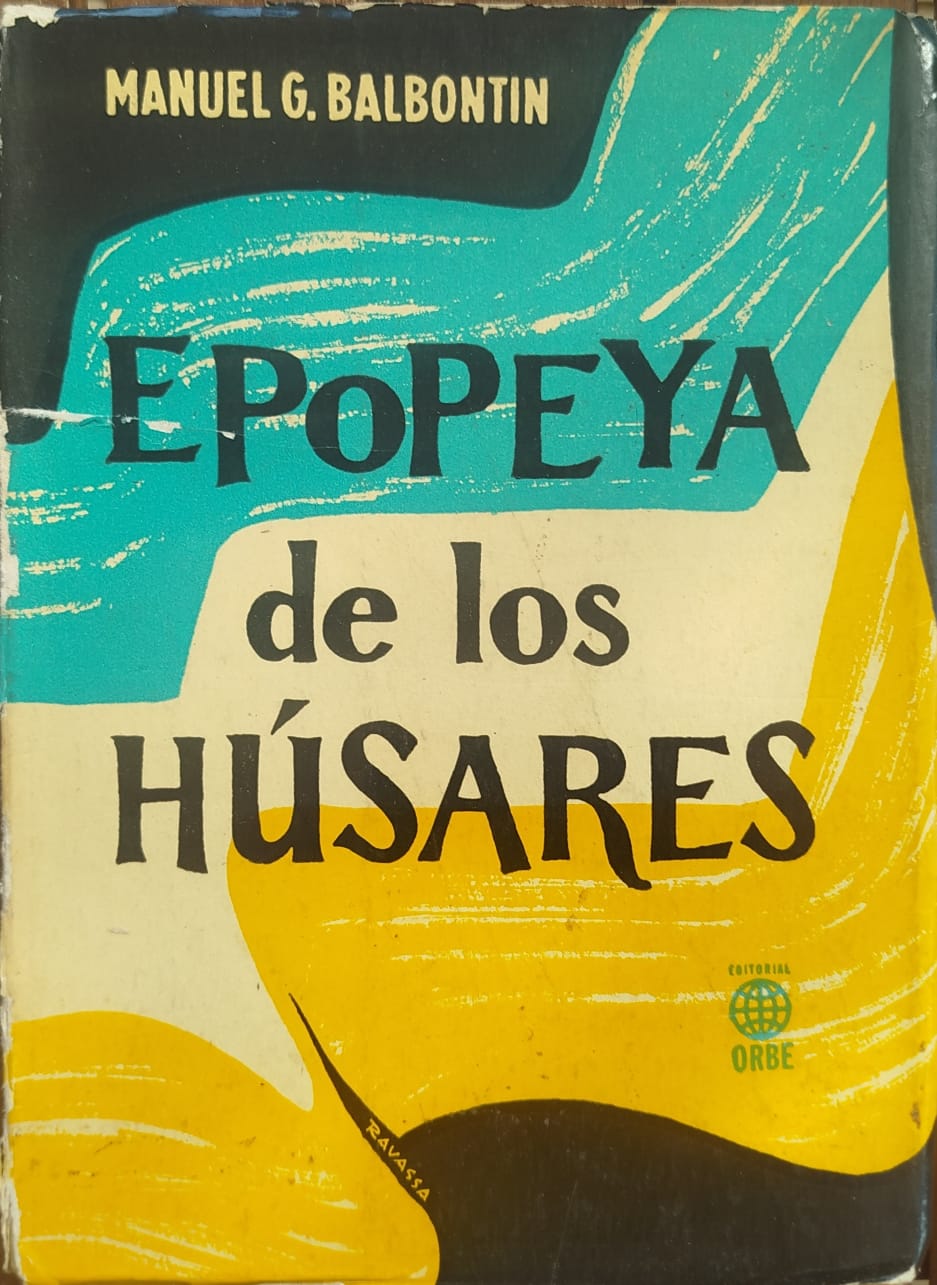 MANUEL G. BALBONTIN
EPOPEYA
de los
HÚSARES
EDITORIAL
ORBE
RAVASSA